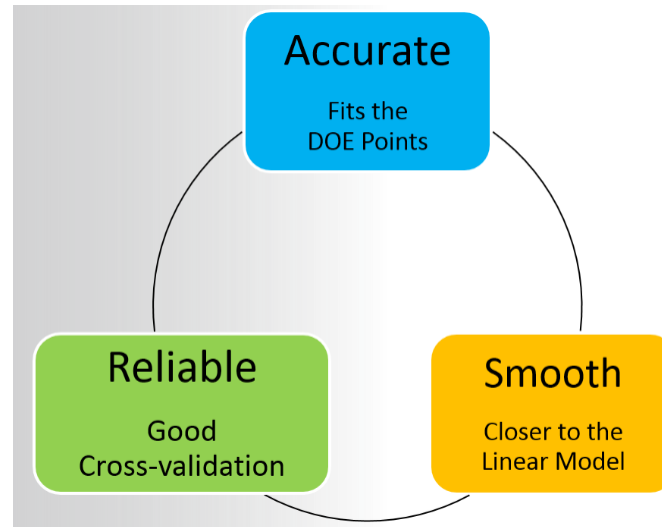 Accurate
Fits the
DOE Points
Reliable
Good
Cross-validation
Smooth
Closer to the
Linear Model